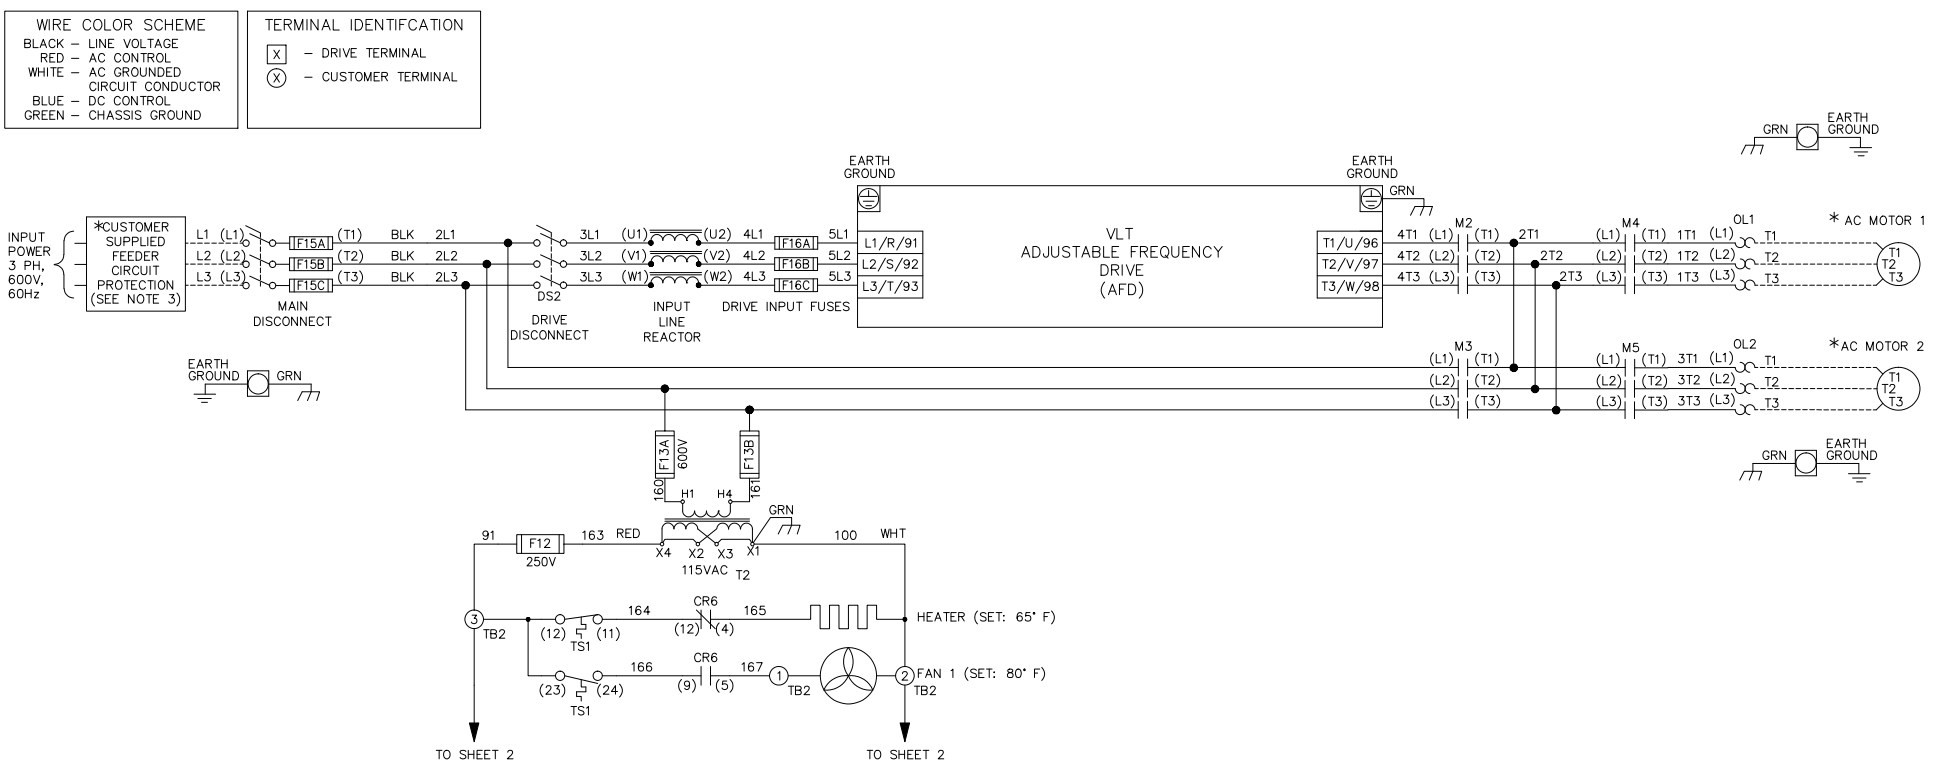 WIRE COLOR SCHEME
BLACK – LINE VOLTAGE
RED – AC CONTROL
WHITE – AC GROUNDED
CIRCUIT CONDUCTOR
BLUE – DC CONTROL
GREEN – CHASSIS GROUND
TERMINAL IDENTIFCATION
X – DRIVE TERMINAL
X – CUSTOMER TERMINAL
GRN
EARTH
GROUND
EARTH
GROUND
EARTH
GROUND
GRN
INPUT
POWER
3 PH,
600V,
60Hz
*CUSTOMER
SUPPLIED
FEEDER
CIRCUIT
PROTECTION
(SEE NOTE 3)
L1 (L1) F15A (T1) BLK 2L1 3L1 (U1) (U2) 4L1 F16A 5L1 L1/R/91
L2 (L2) F15B (T2) BLK 2L2 3L2 (V1) (V2) 4L2 F16B 5L2 L2/S/92
L3 (L3) F15C (T3) BLK 2L3 3L3 (W1) (W2) 4L3 F16C 5L3 L3/T/93
MAIN
DISCONNECT
DS2
DRIVE
DISCONNECT
INPUT
LINE
REACTOR
DRIVE INPUT FUSES
VLT
ADJUSTABLE FREQUENCY
DRIVE
(AFD)
M2 M4 OL1 * AC MOTOR 1
T1/U/96 4T1 (L1) (T1) 2T1 (L1) (T1) 1T1 (L1) T1
T2/V/97 4T2 (L2) (T2) 2T2 (L2) (T2) 1T2 (L2) T2
T3/W/98 4T3 (L3) (T3) 2T3 (L3) (T3) 1T3 (L3) T3
T1
T2
T3
M3 M5 OL2 *AC MOTOR 2
(L1) (T1) (L1) (T1) 3T1 (L1) T1
(L2) (T2) (L2) (T2) 3T2 (L2) T2
(L3) (T3) (L3) (T3) 3T3 (L3) T3
T1
T2
T3
EARTH
GROUND GRN
GRN
EARTH
GROUND
F13A
600V
F13B
160
161
H1 H4
GRN
91 F12 163 RED
250V
X4 X2 X3 X1
100 WHT
115VAC T2
3
TB2
(12) (11)
TS1
164
CR6
(12) (4)
165
HEATER (SET: 65° F)
(23) (24)
TS1
166
CR6
(9) (5)
167
1
TB2
2
TB2
FAN 1 (SET: 80° F)
TO SHEET 2
TO SHEET 2